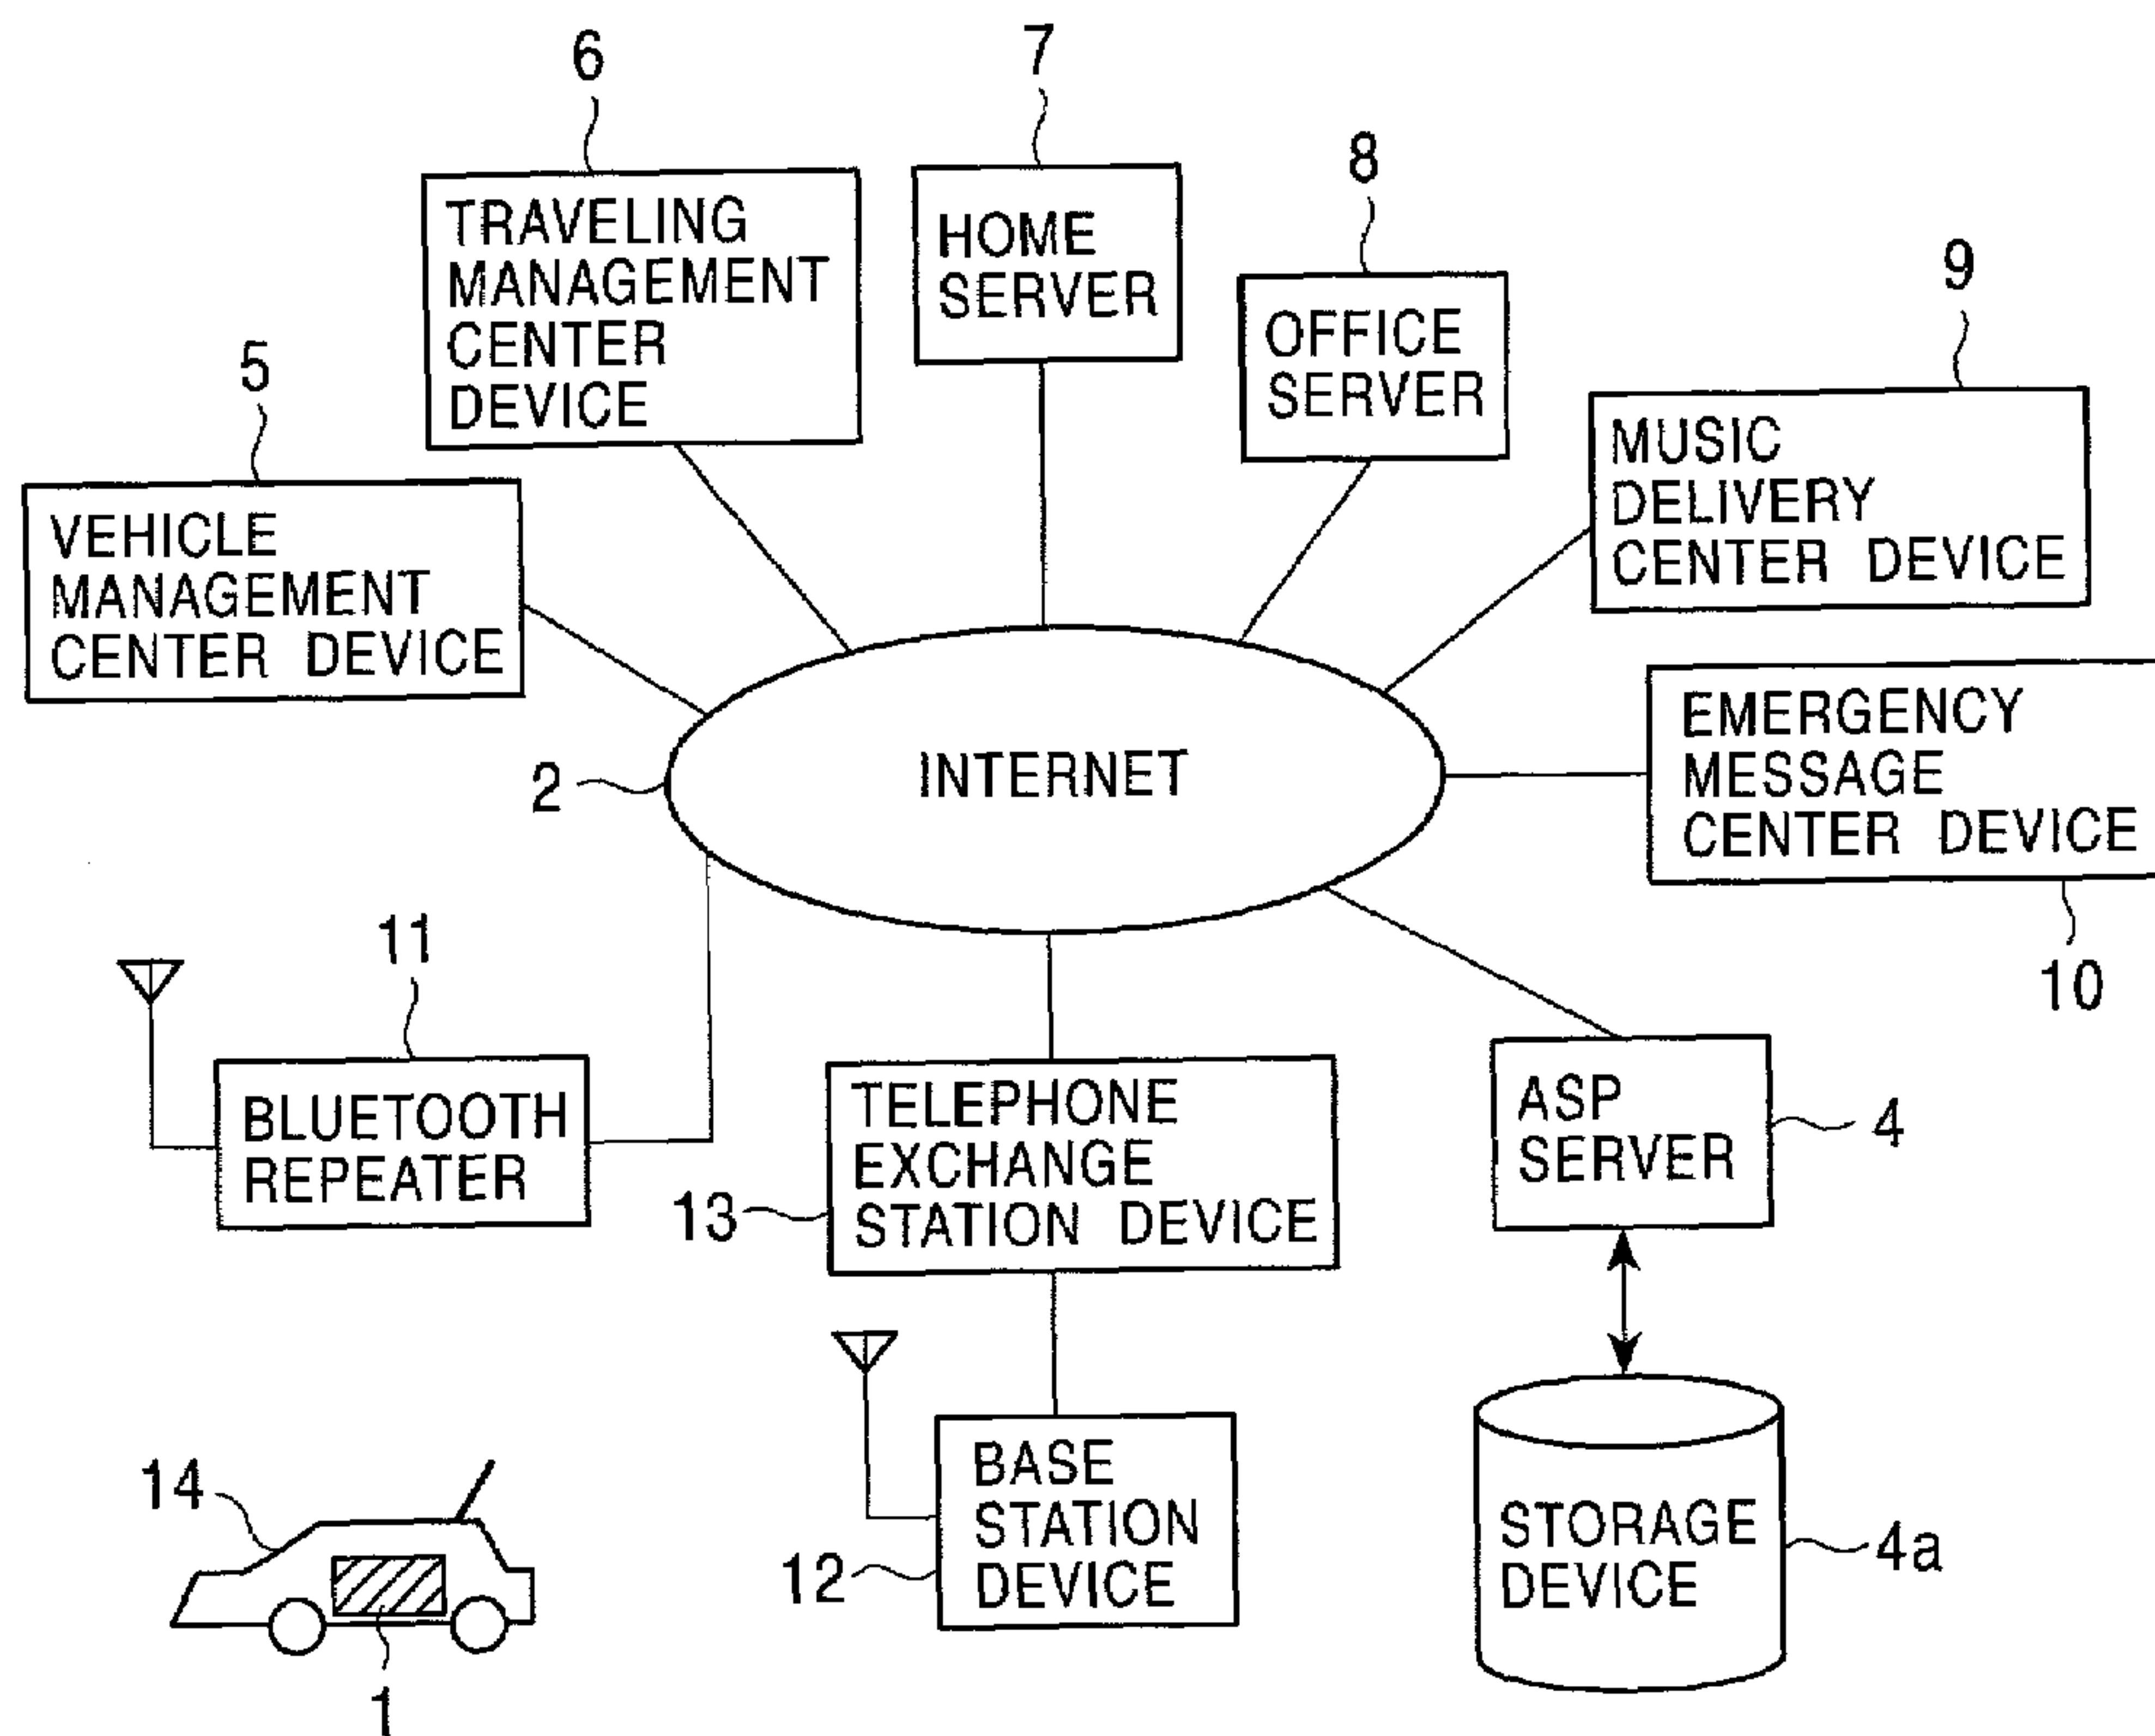 6
7
8
9
5
TRAVELING
MANAGEMENT
CENTER
DEVICE
HOME
SERVER
OFFICE
SERVER
MUSIC
DELIVERY
CENTER DEVICE
VEHICLE
MANAGEMENT
CENTER DEVICE
EMERGENCY
MESSAGE
CENTER DEVICE
10
2
INTERNET
11
BLUETOOTH
REPEATER
13
TELEPHONE
EXCHANGE
STATION DEVICE
ASP
SERVER
4
14
1
12
BASE
STATION
DEVICE
STORAGE
DEVICE
4a